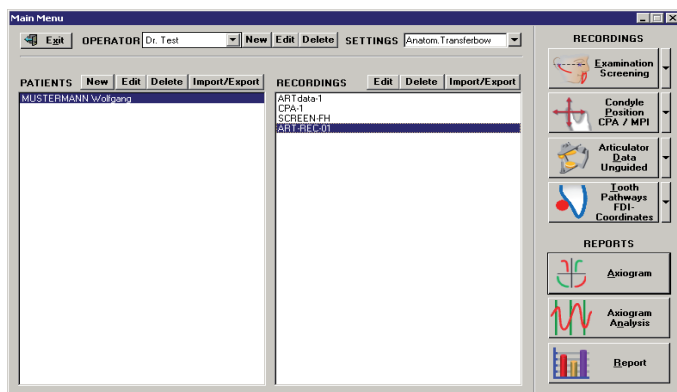 Main Menu
Exit OPERATOR Dr. Test New Edit Delete SETTINGS Anatom.Transferbow
PATIENTS New Edit Delete Import/Export
MUSTERMANN Wolfgang
RECORDINGS Edit Delete Import/Export
ARTdata-1
CPA-1
SCREEN-FH
ART-REC-01
RECORDINGS
Examination
Screening
Condyle
Position
CPA / MPI
Articulator
Data
Unguided
Tooth
Pathways
FDI-
Coordinates
REPORTS
Axiogram
Axiogram
Analysis
Report